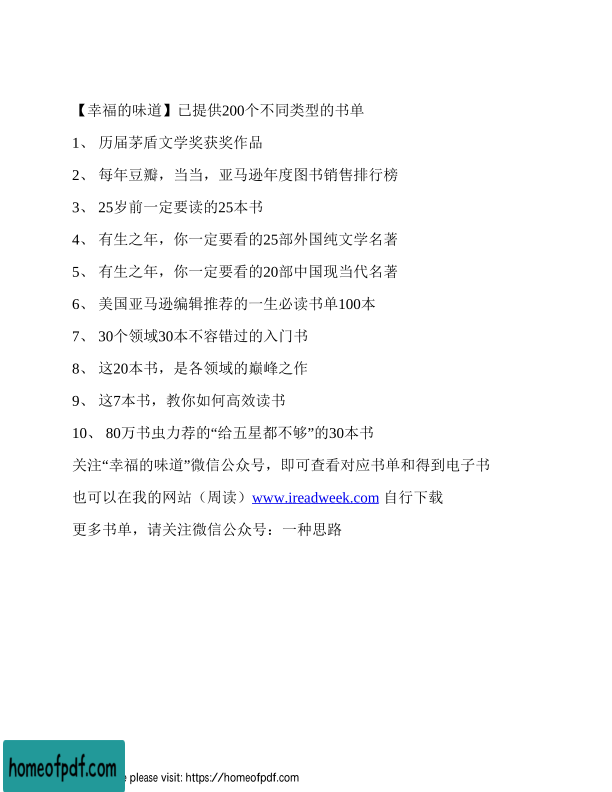 【幸福的味道】已提供200个不同类型的书单
1、 历届茅盾文学奖获奖作品
2、 每年豆瓣，当当，亚马逊年度图书销售排行榜
3、 25岁前一定要读的25本书
4、 有生之年，你一定要看的25部外国纯文学名著
5、 有生之年，你一定要看的20部中国现当代名著
6、 美国亚马逊编辑推荐的一生必读书单100本
7、 30个领域30本不容错过的入门书
8、 这20本书，是各领域的巅峰之作
9、 这7本书，教你如何高效读书
10、 80万书虫力荐的“给五星都不够”的30本书
关注“幸福的味道”微信公众号，即可查看对应书单和得到电子书
也可以在我的网站（周读）www.ireadweek.com 自行下载
更多书单，请关注微信公众号：一种思路
homeofpdf.com
please visit: https://homeofpdf.com